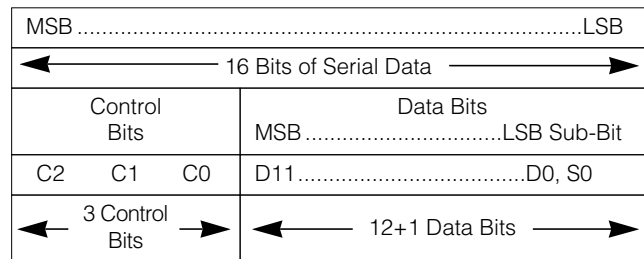 MSB..............................................................................LSB
16 Bits of Serial Data
Control Bits
Data Bits
MSB...............................LSB Sub-Bit
C2 C1 C0 D11....................................D0, S0
3 Control Bits
12+1 Data Bits